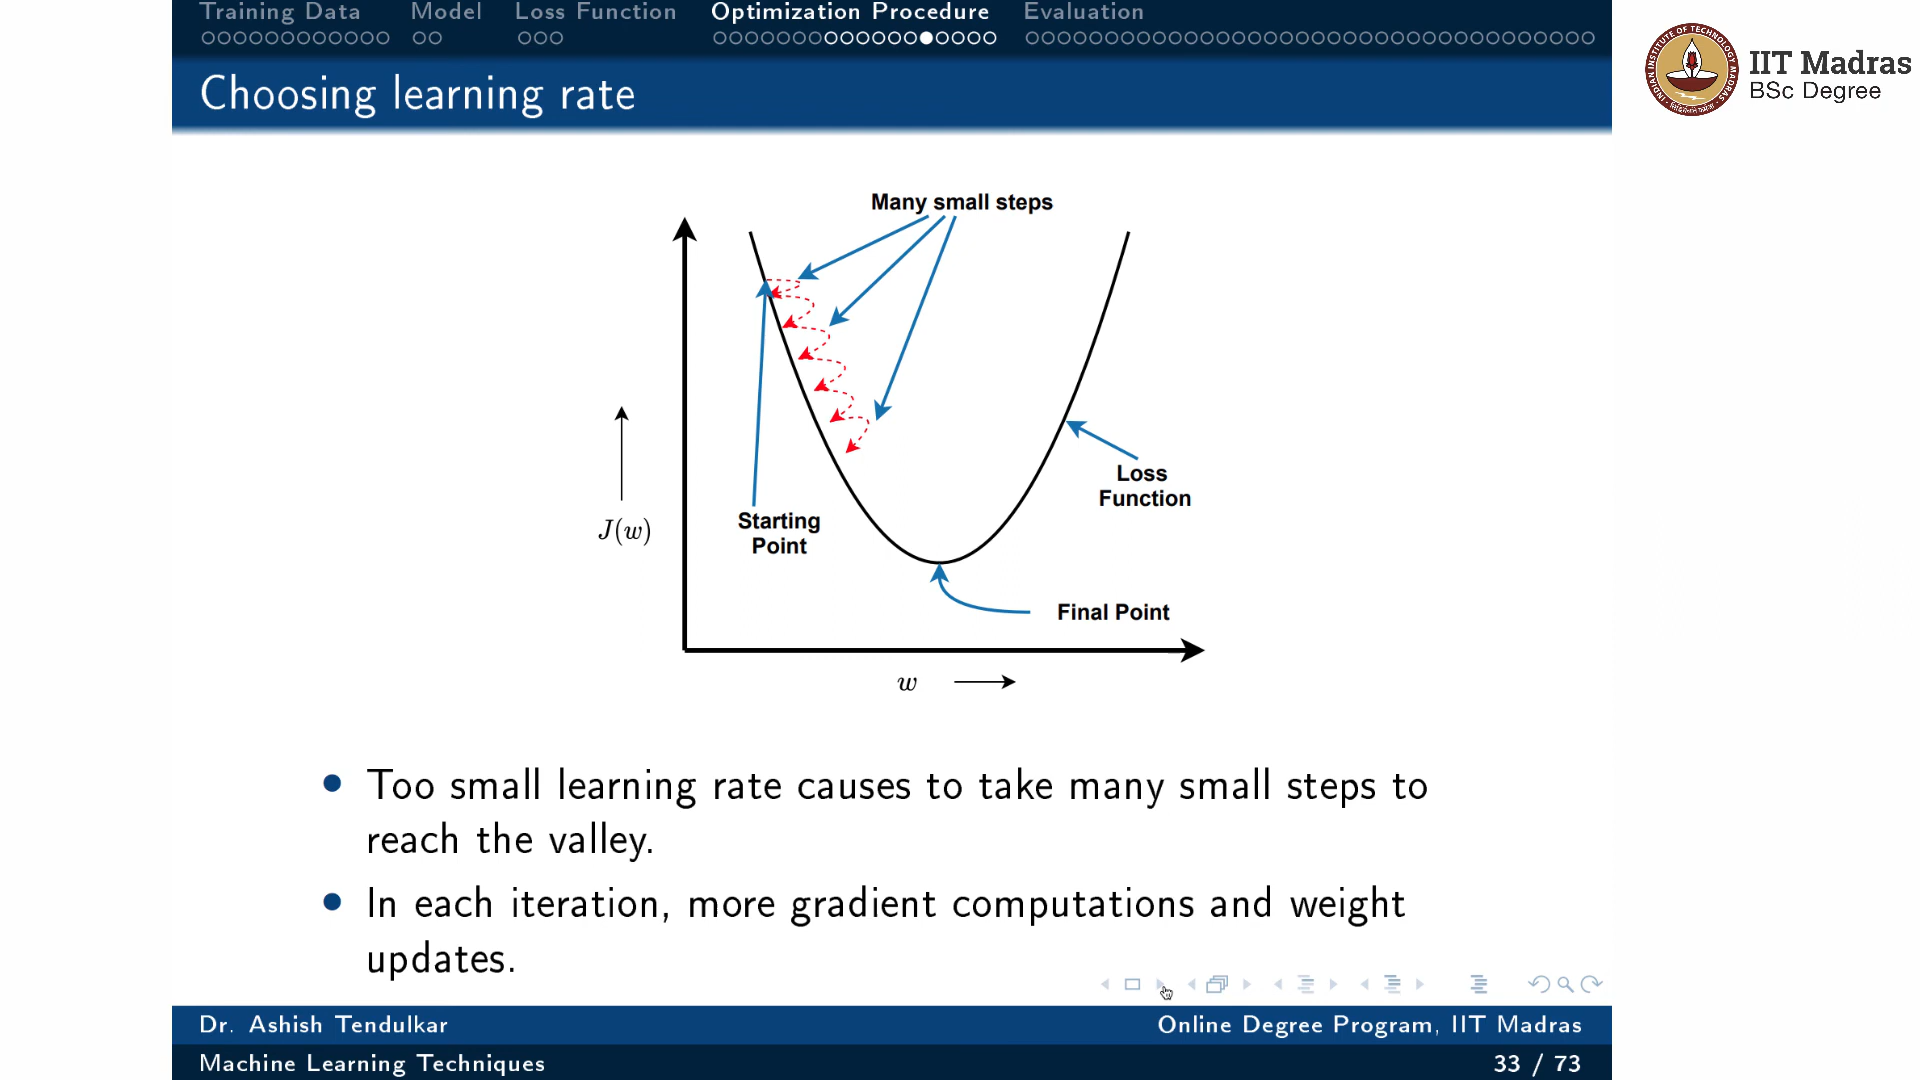 Training Data Model Loss Function Optimization Procedure Evaluation
IIT Madras
BSc Degree
Choosing learning rate
Many small steps
Loss
Function
J(w)
Starting
Point
Final Point
w
Too small learning rate causes to take many small steps to
reach the valley.
In each iteration, more gradient computations and weight
updates.
Dr. Ashish Tendulkar Online Degree Program, IIT Madras
Machine Learning Techniques 33 / 73